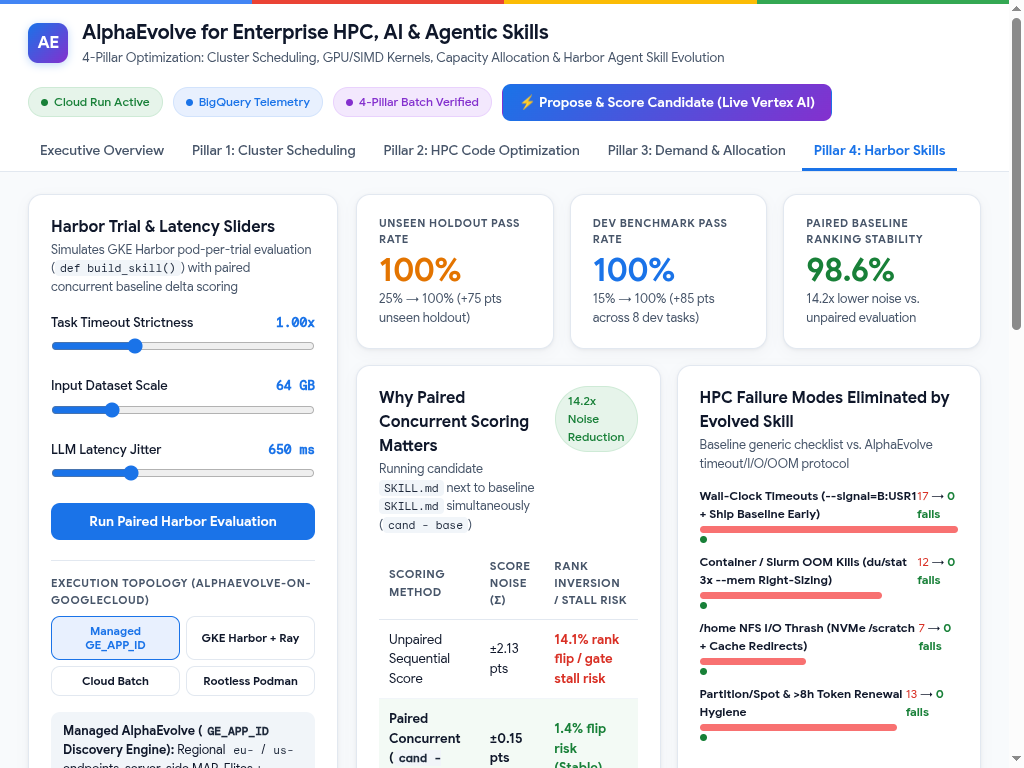 AE
AlphaEvolve for Enterprise HPC, AI & Agentic Skills
4-Pillar Optimization: Cluster Scheduling, GPU/SIMD Kernels, Capacity Allocation & Harbor Agent Skill Evolution
Cloud Run Active
BigQuery Telemetry
4-Pillar Batch Verified
⚡ Propose & Score Candidate (Live Vertex AI)
Executive Overview
Pillar 1: Cluster Scheduling
Pillar 2: HPC Code Optimization
Pillar 3: Demand & Allocation
Pillar 4: Harbor Skills
Harbor Trial & Latency Sliders
Simulates GKE Harbor pod-per-trial evaluation
( def build_skill() ) with paired
concurrent baseline delta scoring
Task Timeout Strictness
1.00x
Input Dataset Scale
64 GB
LLM Latency Jitter
650 ms
Run Paired Harbor Evaluation
EXECUTION TOPOLOGY (ALPHAEVOLVE-ON-
GOOGLECLOUD)
Managed
GE_APP_ID
GKE Harbor + Ray
Cloud Batch
Rootless Podman
Managed AlphaEvolve ( GE_APP_ID
Discovery Engine): Regional eu- / us-
UNSEEN HOLDOUT PASS
RATE
100%
25% → 100% (+75 pts
unseen holdout)
DEV BENCHMARK PASS
RATE
100%
15% → 100% (+85 pts
across 8 dev tasks)
PAIRED BASELINE
RANKING STABILITY
98.6%
14.2x lower noise vs.
unpaired evaluation
Why Paired
Concurrent Scoring
Matters
14.2x
Noise
Reduction
Running candidate
SKILL.md next to baseline
SKILL.md simultaneously
( cand - base )
SCORING
METHOD
SCORE
NOISE
(Σ)
RANK
INVERSION
/ STALL RISK
Unpaired
Sequential
Score
±2.13
pts
14.1% rank
flip / gate
stall risk
Paired
Concurrent
( cand -
±0.15
pts
1.4% flip
risk
(Stable)
HPC Failure Modes Eliminated by
Evolved Skill
Baseline generic checklist vs. AlphaEvolve
timeout/I/O/OOM protocol
Wall-Clock Timeouts (--signal=B:USR1
+ Ship Baseline Early)
17 → 0
fails
Container / Slurm OOM Kills (du/stat
3x --mem Right-Sizing)
12 → 0
fails
/home NFS I/O Thrash (NVMe /scratch
+ Cache Redirects)
7 → 0
fails
Partition/Spot & >8h Token Renewal
Hygiene
13 → 0
fails